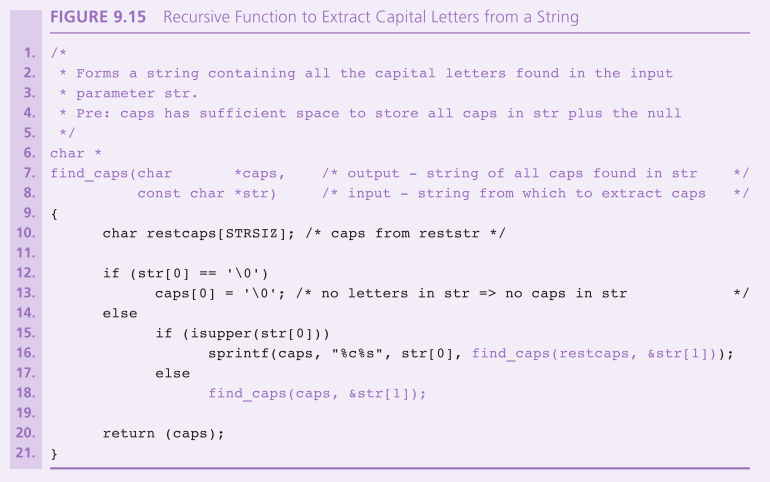 FIGURE 9.15 Recursive Function to Extract Capital Letters from a String
1. /*
2.  * Forms a string containing all the capital letters found in the input
3.  * parameter str.
4.  * Pre: caps has sufficient space to store all caps in str plus the null
5.  */
6. char *
7. find_caps(char       *caps,    /* output - string of all caps found in str    */
8.           const char *str)     /* input - string from which to extract caps   */
9. {
10.       char restcaps[STRSIZ]; /* caps from reststr */
11.
12.       if (str[0] == '\0')
13.             caps[0] = '\0'; /* no letters in str => no caps in str            */
14.       else
15.             if (isupper(str[0]))
16.                   sprintf(caps, "%c%s", str[0], find_caps(restcaps, &str[1]));
17.             else
18.                   find_caps(caps, &str[1]);
19.
20.       return (caps);
21. }